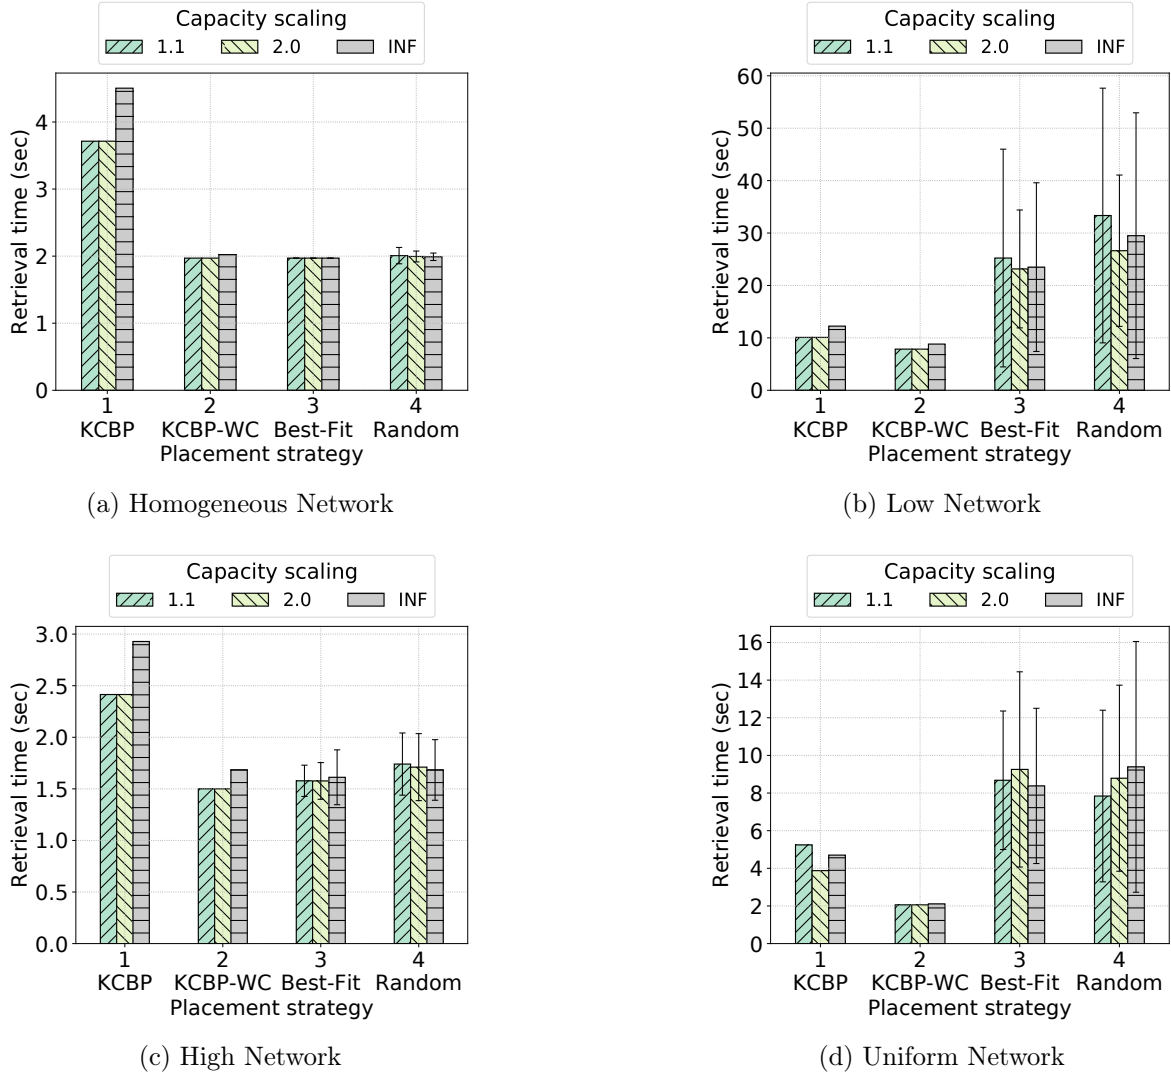 Capacity scaling
1.1 2.0 INF
Retrieval time (sec)
4
3
2
1
0
1 2 3 4
KCBP KCBP-WC Best-Fit Random
Placement strategy
(a) Homogeneous Network
Capacity scaling
1.1 2.0 INF
Retrieval time (sec)
60
50
40
30
20
10
0
1 2 3 4
KCBP KCBP-WC Best-Fit Random
Placement strategy
(b) Low Network
Capacity scaling
1.1 2.0 INF
Retrieval time (sec)
3.0
2.5
2.0
1.5
1.0
0.5
0.0
1 2 3 4
KCBP KCBP-WC Best-Fit Random
Placement strategy
(c) High Network
Capacity scaling
1.1 2.0 INF
Retrieval time (sec)
16
14
12
10
8
6
4
2
0
1 2 3 4
KCBP KCBP-WC Best-Fit Random
Placement strategy
(d) Uniform Network